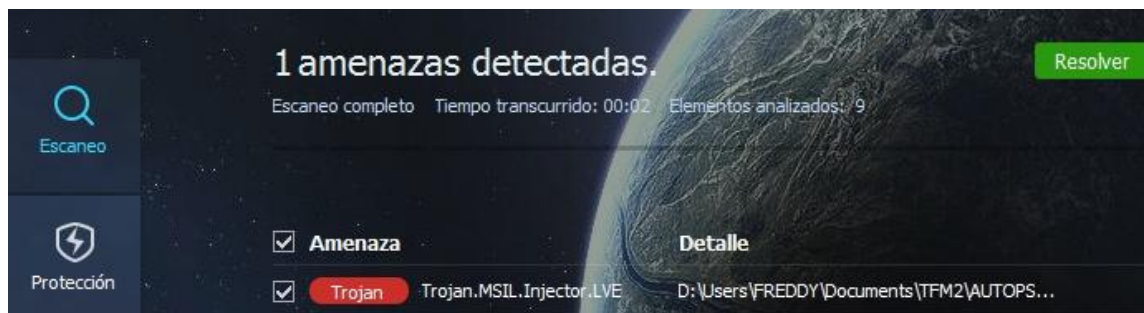 1 amenazas detectadas.
Resolver
Escaneo completo Tiempo transcurrido: 00:02 Elementos analizados: 9
Escaneo
Amenaza Detalle
Protección
Trojan Trojan.MSIL.Injector.LVE D:\Users\FREDDY\Documents\TFM2\AUTOPS...